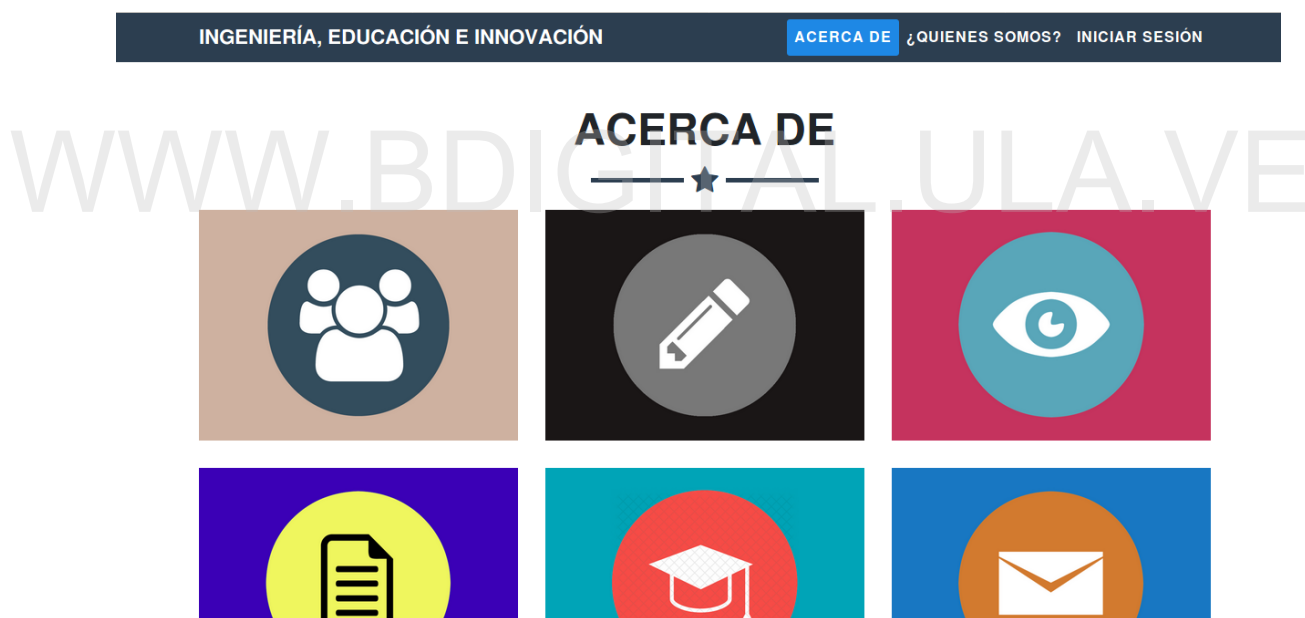 INGENIERÍA, EDUCACIÓN E INNOVACIÓN
ACERCA DE
¿QUIENES SOMOS?
INICIAR SESIÓN
ACERCA DE
WWW.BDIGITAL.ULA.VE